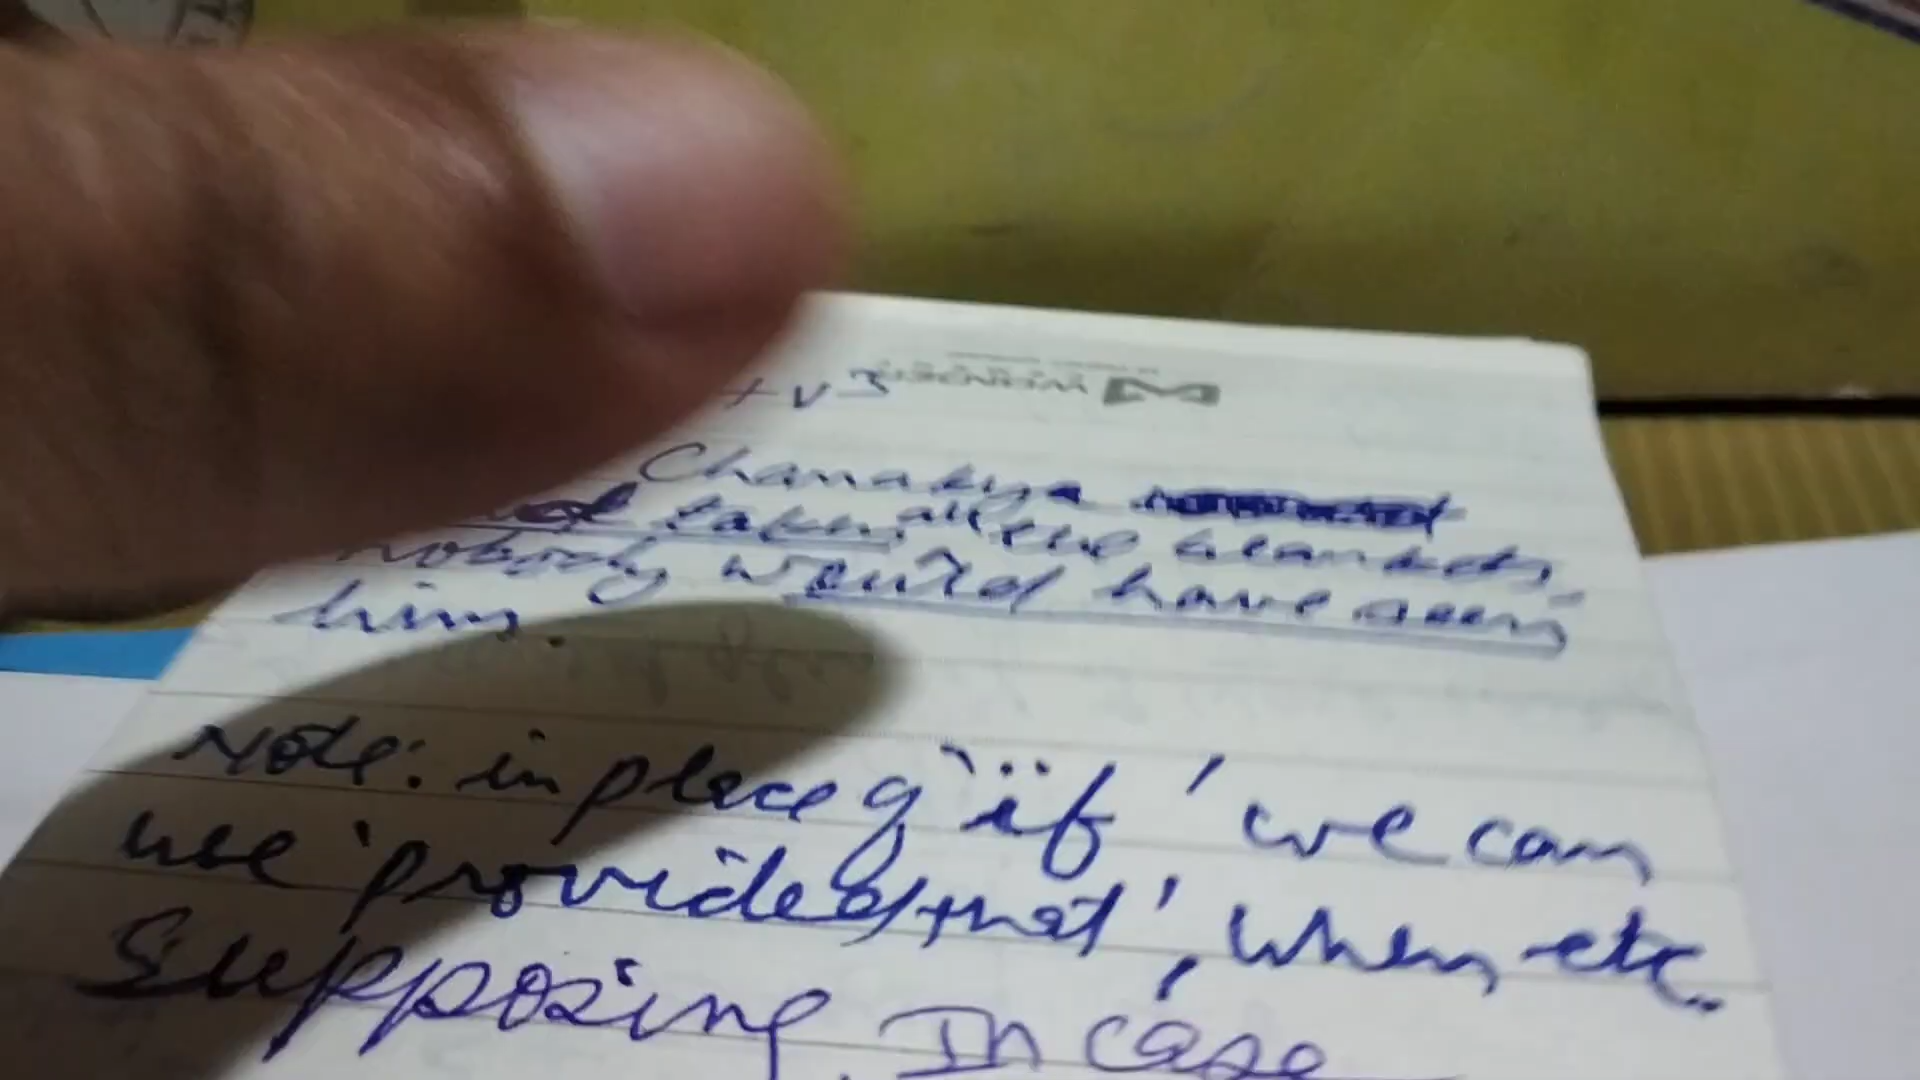 + v3
Chanakya
taken all the blankets,
nobody would have seen
him.
Note: in place of 'if' we can
use 'provided that', when etc.
Supposing, In case